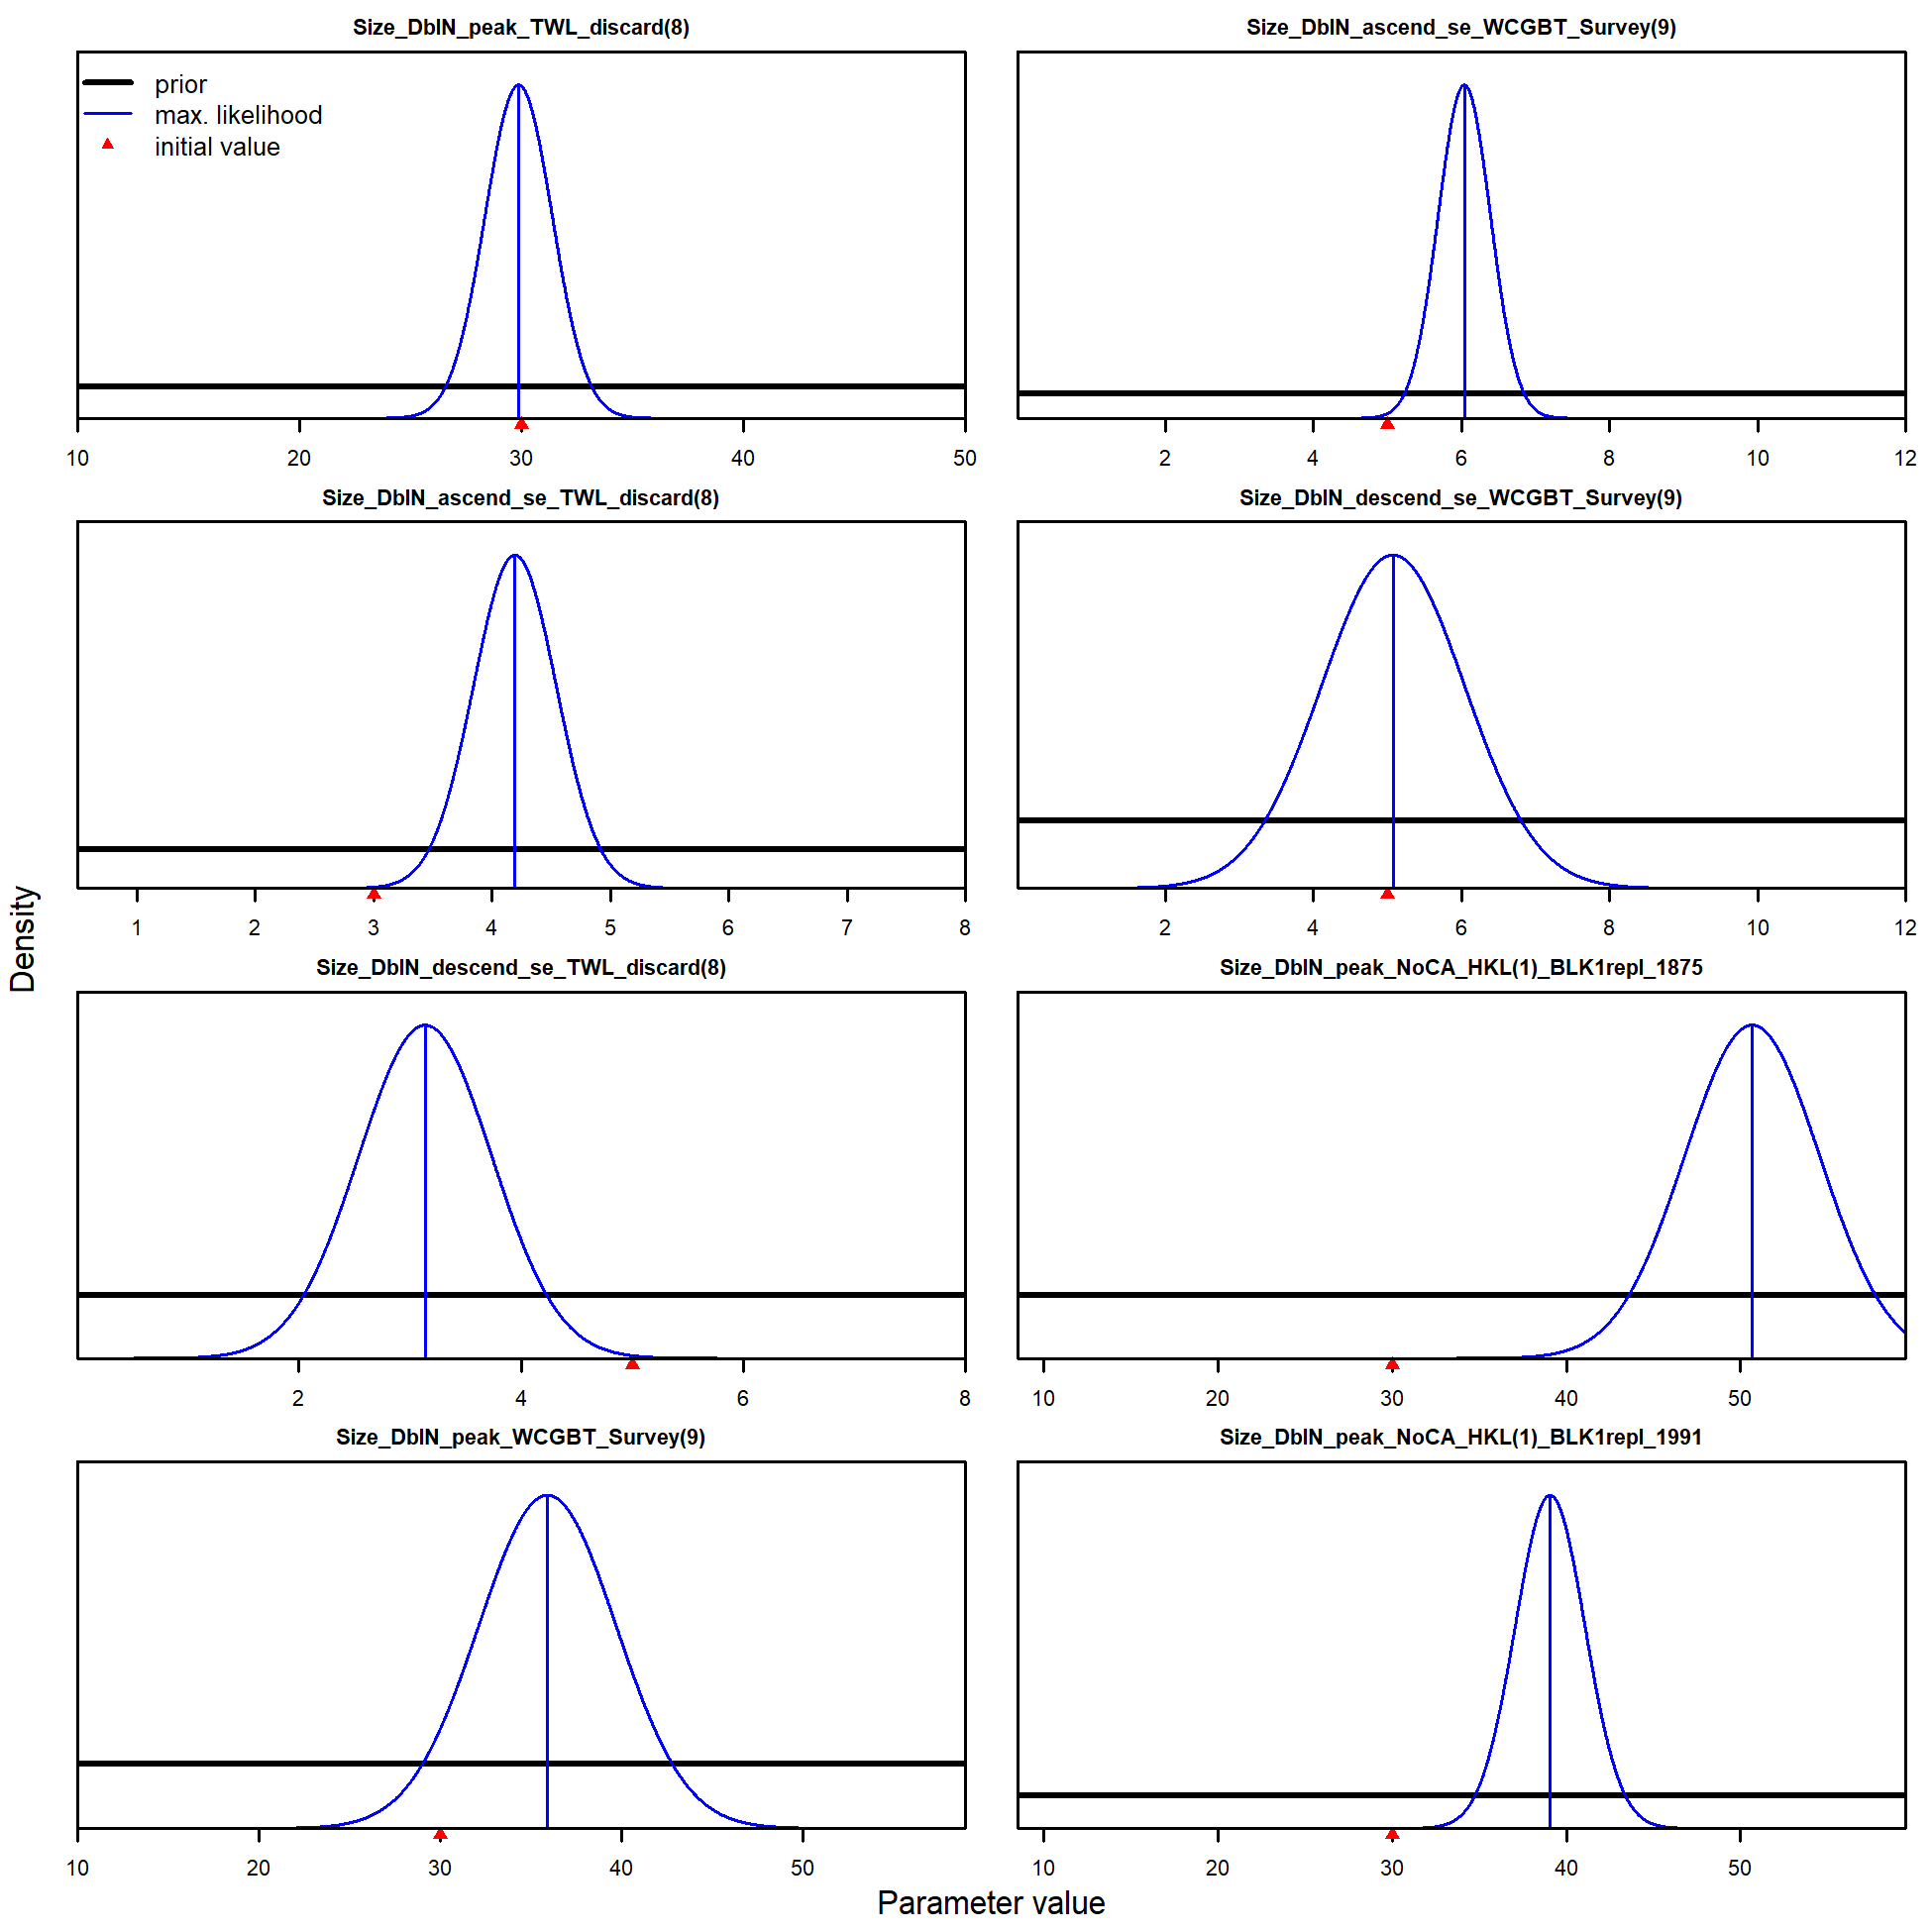 Size_DblN_peak_TWL_discard(8)
prior
max. likelihood
initial value
10 20 30 40 50
Size_DblN_ascend_se_WCGBT_Survey(9)
2 4 6 8 10 12
Size_DblN_ascend_se_TWL_discard(8)
1 2 3 4 5 6 7 8
Size_DblN_descend_se_WCGBT_Survey(9)
2 4 6 8 10 12
Size_DblN_descend_se_TWL_discard(8)
2 4 6 8
Size_DblN_peak_NoCA_HKL(1)_BLK1repl_1875
10 20 30 40 50
Size_DblN_peak_WCGBT_Survey(9)
10 20 30 40 50
Size_DblN_peak_NoCA_HKL(1)_BLK1repl_1991
10 20 30 40 50
Density
Parameter value